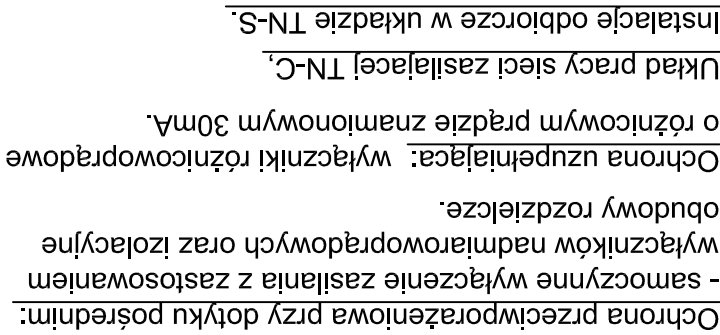 Ochrona przeciwporażeniowa przy dotyku pośrednim:
- samoczynne wyłączenie zasilania z zastosowaniem
wyłączników nadmiarowoprądowych oraz izolacyjne
obudowy rozdzielcze.
Ochrona uzupełniająca: wyłączniki różnicowoprądowe
o różnicowym prądzie znamionowym 30mA.
Układ pracy sieci zasilajacej TN-C,
Instalacje odbiorcze w układzie TN-S.